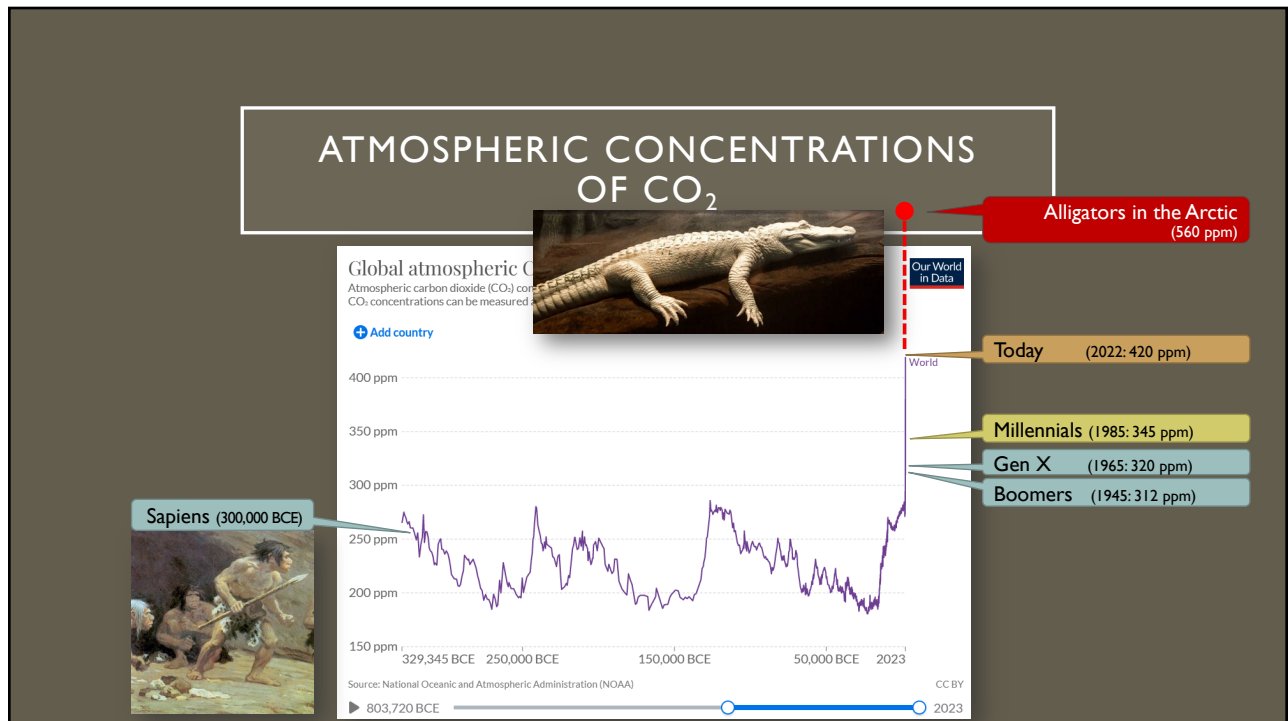 ATMOSPHERIC CONCENTRATIONS
OF CO₂
Alligators in the Arctic
(560 ppm)
Global atmospheric
Atmospheric carbon dioxide (CO₂)
CO₂ concentrations can be measured
Our World
in Data
Add country
Today (2022: 420 ppm)
World
400 ppm
350 ppm
Millennials (1985: 345 ppm)
Gen X (1965: 320 ppm)
300 ppm
Boomers (1945: 312 ppm)
Sapiens (300,000 BCE)
250 ppm
200 ppm
150 ppm
329,345 BCE 250,000 BCE 150,000 BCE 50,000 BCE 2023
Source: National Oceanic and Atmospheric Administration (NOAA) CC BY
803,720 BCE 2023